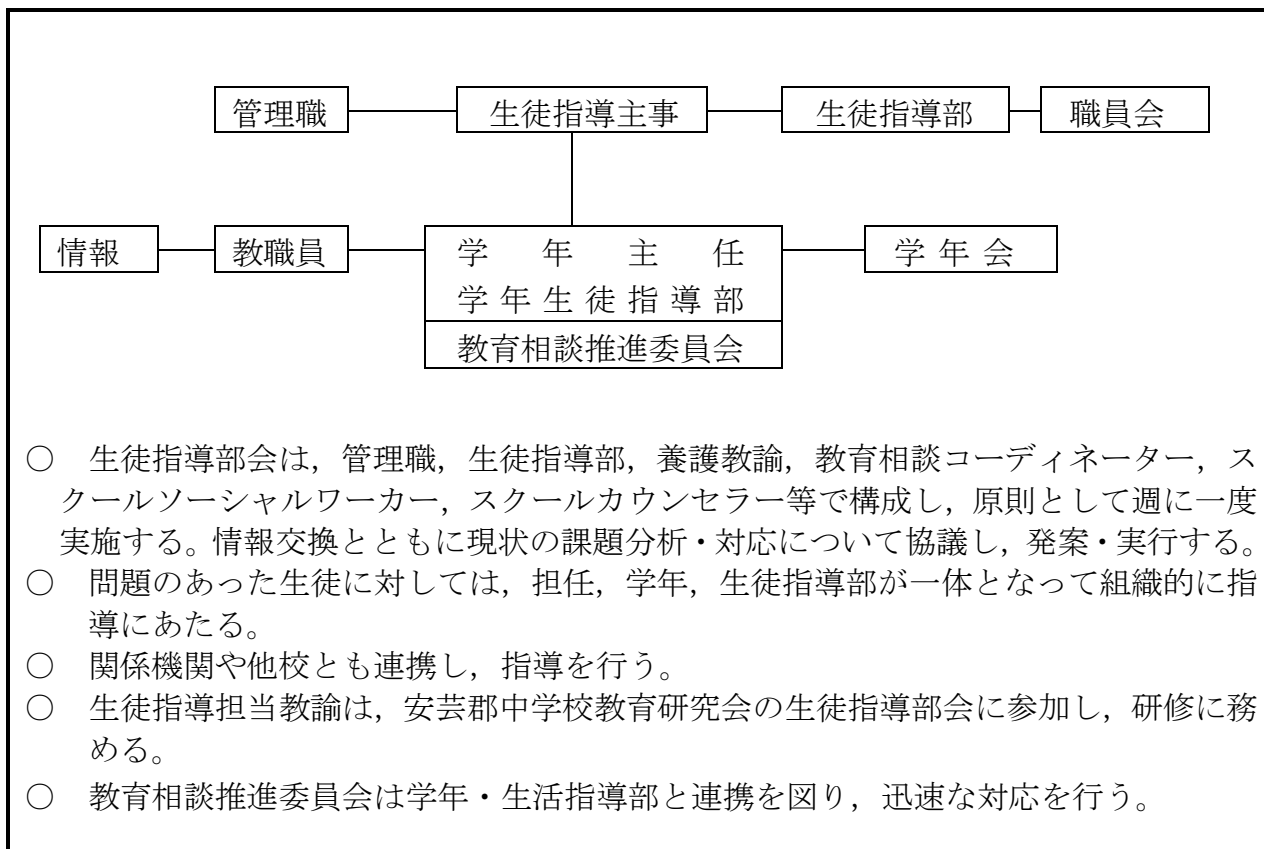 管理職 生徒指導主事 生徒指導部 職員会
情報 教職員 学年主任 学年会
学年生徒指導部
教育相談推進委員会
○ 生徒指導部会は，管理職，生徒指導部，養護教諭，教育相談コーディネーター，ス
クールソーシャルワーカー，スクールカウンセラー等で構成し，原則として週に一度
実施する。情報交換とともに現状の課題分析・対応について協議し，発案・実行する。
○ 問題のあった生徒に対しては，担任，学年，生徒指導部が一体となって組織的に指
導にあたる。
○ 関係機関や他校とも連携し，指導を行う。
○ 生徒指導担当教諭は，安芸郡中学校教育研究会の生徒指導部会に参加し，研修に務
める。
○ 教育相談推進委員会は学年・生活指導部と連携を図り，迅速な対応を行う。